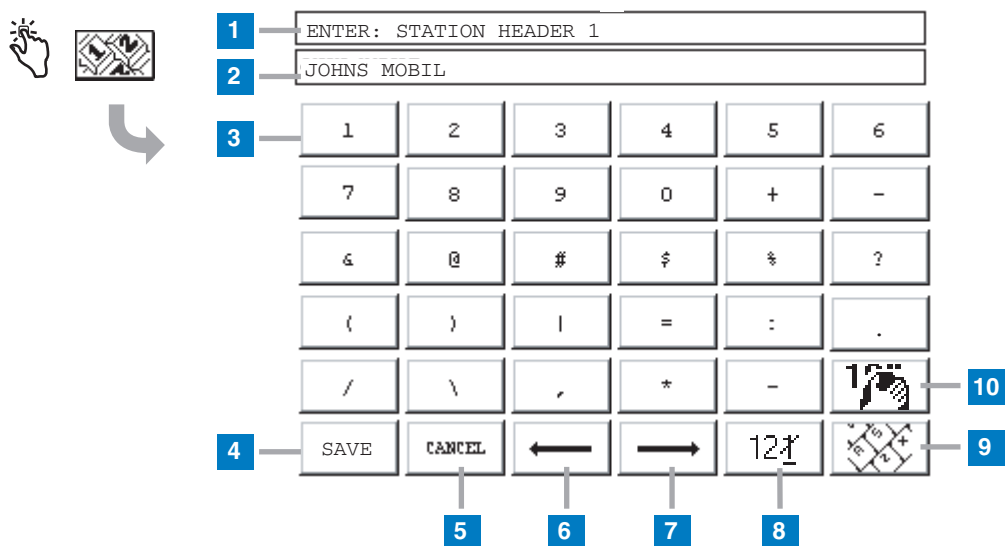 1 ENTER: STATION HEADER 1
2 JOHNS MOBIL
3 1 2 3 4 5 6
7 8 9 0 + -
& @ # $ % ?
( ) | = : .
/ \ , * - 10
4 SAVE CANCEL 121 9
5 6 7 8